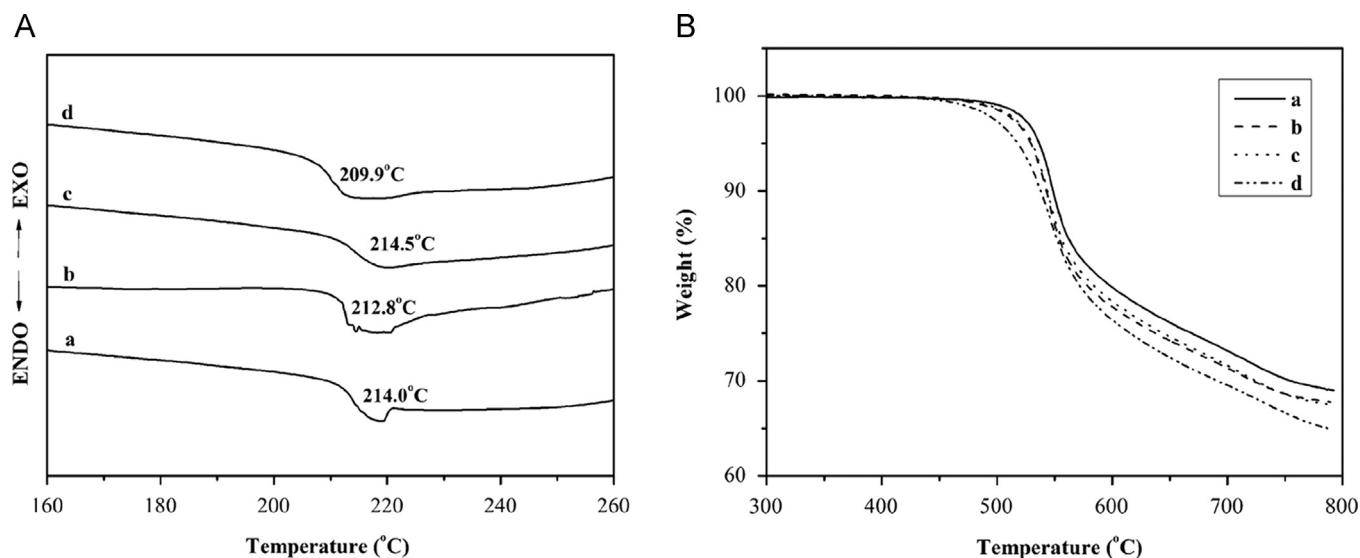 A
d
209.9°C
c
214.5°C
b
212.8°C
a
214.0°C
ENDO ← → EXO
160 180 200 220 240 260
Temperature (°C)
B
a
b
c
d
100
90
80
70
60
Weight (%)
300 400 500 600 700 800
Temperature (°C)